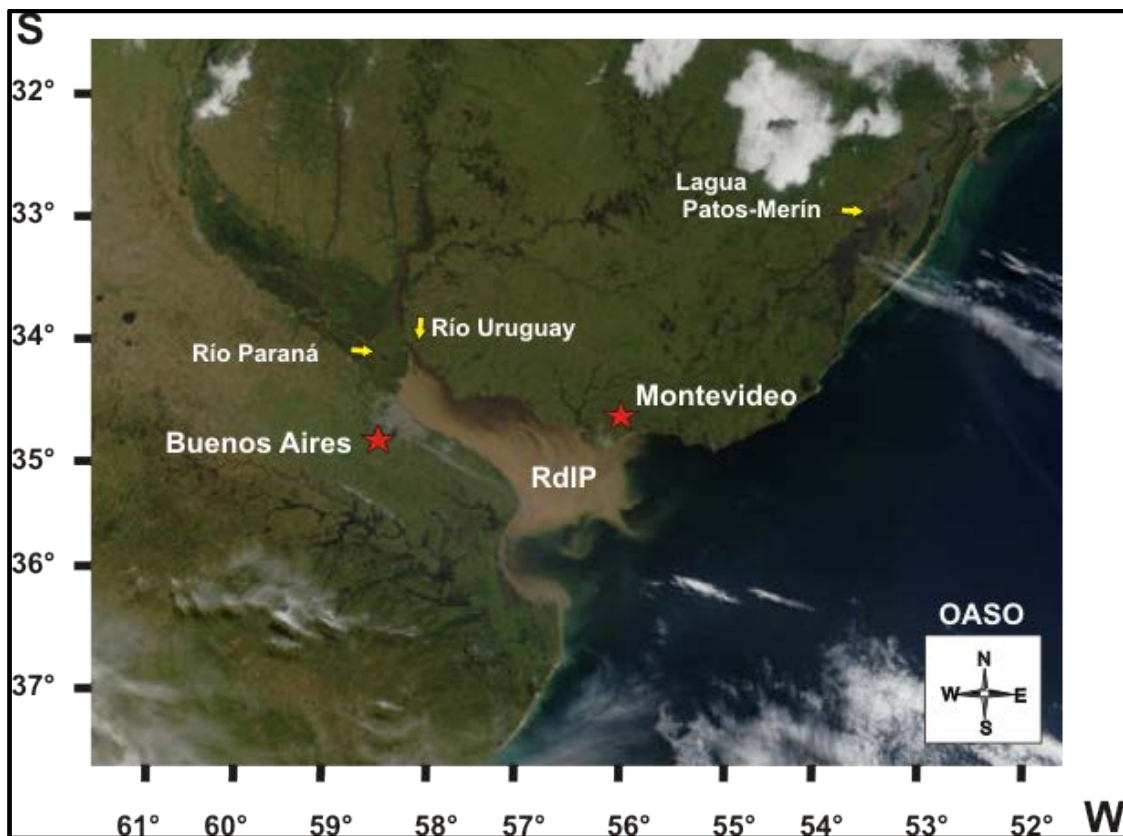 S
32°
33°
34°
35°
36°
37°
Lagua
Patos-Merín
Río Uruguay
Río Paraná
Montevideo
Buenos Aires
RdlP
OASO
N
W E
S
61° 60° 59° 58° 57° 56° 55° 54° 53° 52° W